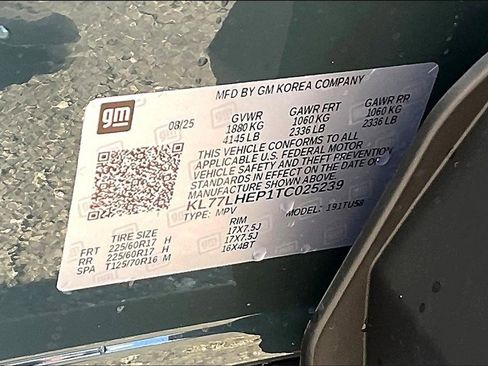 MFD BY GM KOREA COMPANY
gm
08/25
GVWR
1880 KG
4145 LB
GAWR FRT
1060 KG
2336 LB
GAWR RR
1060 KG
2336 LB
THIS VEHICLE CONFORMS TO ALL
APPLICABLE U.S. FEDERAL MOTOR
VEHICLE SAFETY AND THEFT PREVENTION
STANDARDS IN EFFECT ON THE DATE OF
MANUFACTURE SHOWN ABOVE.
KL77LHEP1TC025239
TYPE: MPV MODEL: 191TU58
TIRE SIZE RIM
FRT 225/60R17 H 17X7.5J
RR 225/60R17 H 17X7.5J
SPA T125/70R16 M 16X4BT